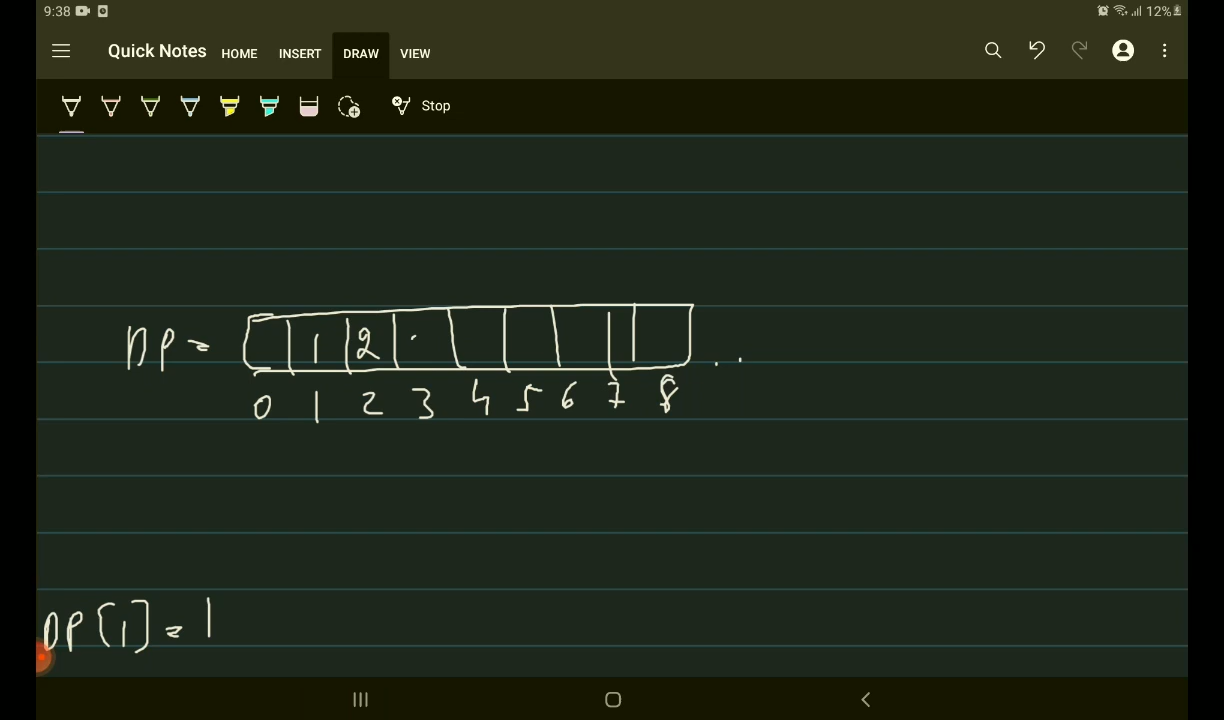 9:38 12%
Quick Notes HOME INSERT DRAW VIEW
Stop
DP = 1 2 . . .
0 1 2 3 4 5 6 7 8
DP[1] = 1